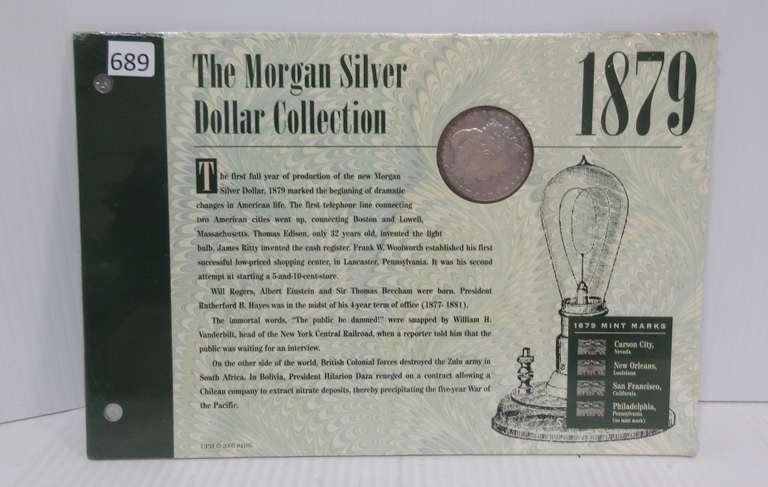 689
The Morgan Silver
Dollar Collection
1879
The first full year of production of the new Morgan
Silver Dollar, 1879 marked the beginning of dramatic
changes in American life. The first telephone line connecting
two American cities went up, connecting Boston and Lowell,
Massachusetts. Thomas Edison, only 32 years old, invented the light
bulb. James Ritty invented the cash register. Frank W. Woolworth established his first
successful low-priced shopping center, in Lancaster, Pennsylvania. It was his second
attempt at starting a 5-and-10-cent-store.
Will Rogers, Albert Einstein and Sir Thomas Beecham were born. President
Rutherford B. Hayes was in the midst of his 4-year term of office (1877- 1881).
The immortal words, "The public be damned!" were snapped by William H.
Vanderbilt, head of the New York Central Railroad, when a reporter told him that the
public was waiting for an interview.
On the other side of the world, British Colonial forces destroyed the Zulu army in
South Africa. In Bolivia, President Hilarion Daza reneged on a contract allowing a
Chilean company to extract nitrate deposits, thereby precipitating the five-year War of
the Pacific.
1879 MINT MARKS
Carson City,
Nevada
New Orleans,
Louisiana
San Francisco,
California
Philadelphia,
Pennsylvania
(no mint mark)